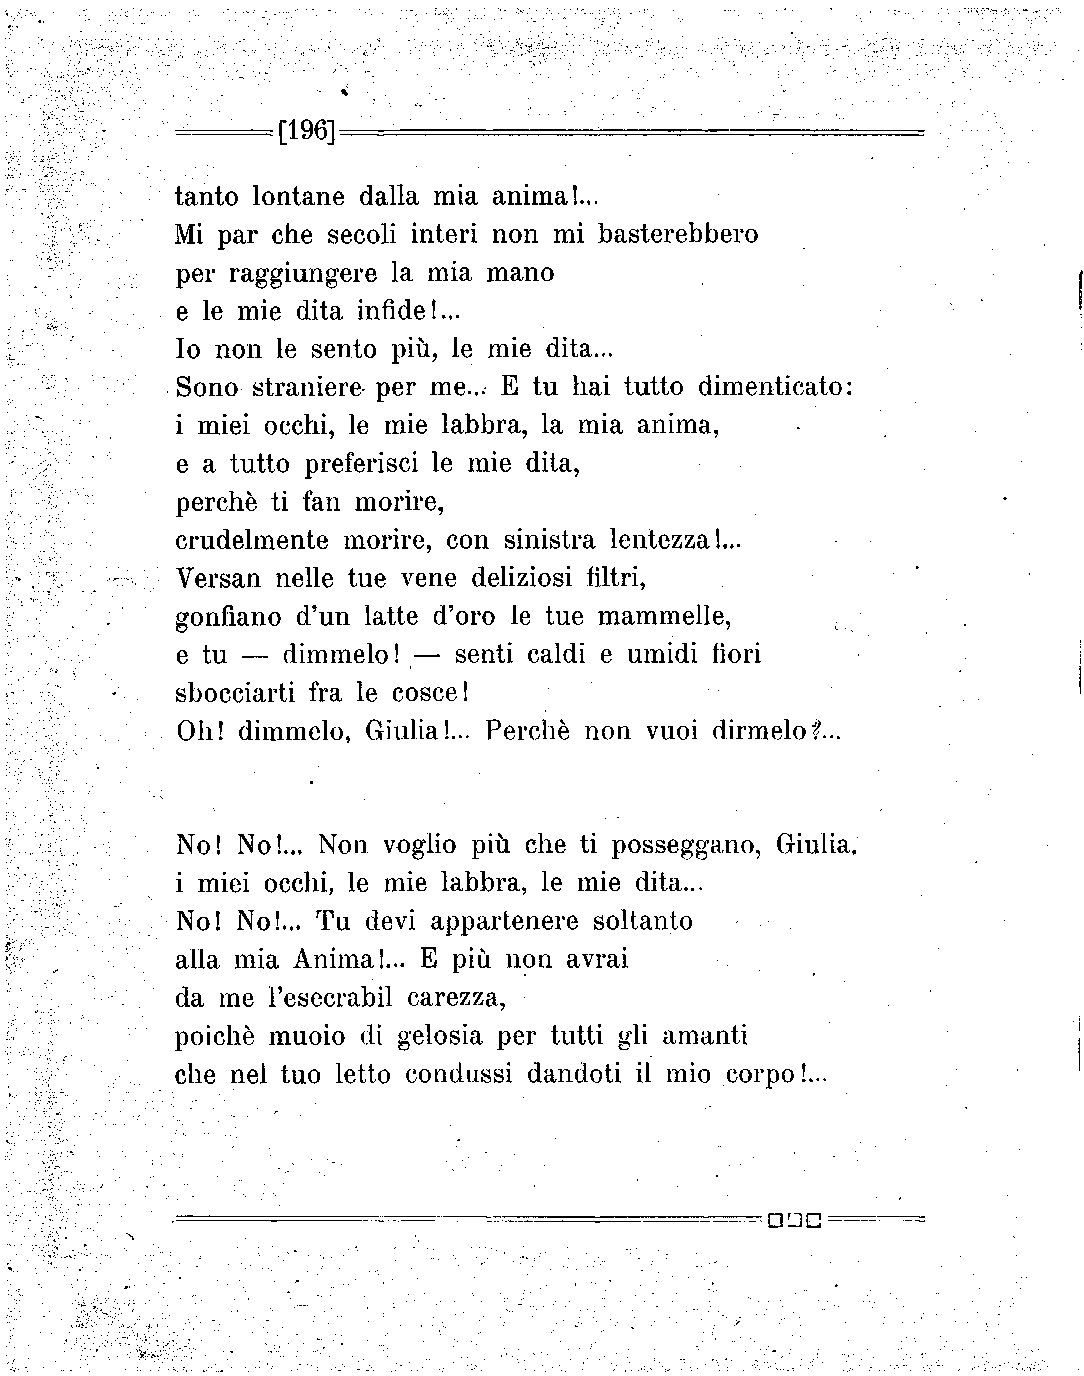 [196]
tanto lontane dalla mia anima!...
Mi par che secoli interi non mi basterebbero
per raggiungere la mia mano
e le mie dita infide!...
Io non le sento più, le mie dita...
Sono straniere per me... E tu hai tutto dimenticato:
i miei occhi, le mie labbra, la mia anima,
e a tutto preferisci le mie dita,
perchè ti fan morire,
crudelmente morire, con sinistra lentezza!...
Versan nelle tue vene deliziosi filtri,
gonfiano d'un latte d'oro le tue mammelle,
e tu — dimmelo! — senti caldi e umidi fiori
sbocciarti fra le cosce!
Oh! dimmelo, Giulia!... Perchè non vuoi dirmelo?...
No! No!... Non voglio più che ti posseggano, Giulia.
i miei occhi, le mie labbra, le mie dita...
No! No!... Tu devi appartenere soltanto
alla mia Anima!... E più non avrai
da me l'esecrabil carezza,
poichè muoio di gelosia per tutti gli amanti
che nel tuo letto condussi dandoti il mio corpo!...